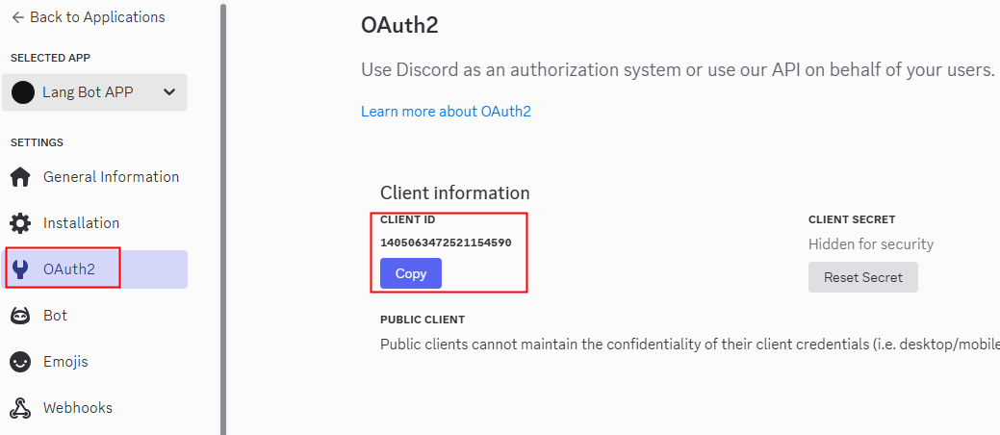 Back to Applications
SELECTED APP
Lang Bot APP
SETTINGS
General Information
Installation
OAuth2
Bot
Emojis
Webhooks
OAuth2
Use Discord as an authorization system or use our API on behalf of your users.
Learn more about OAuth2
Client information
CLIENT ID
1405063472521154590
Copy
CLIENT SECRET
Hidden for security
Reset Secret
PUBLIC CLIENT
Public clients cannot maintain the confidentiality of their client credentials (i.e. desktop/mobile